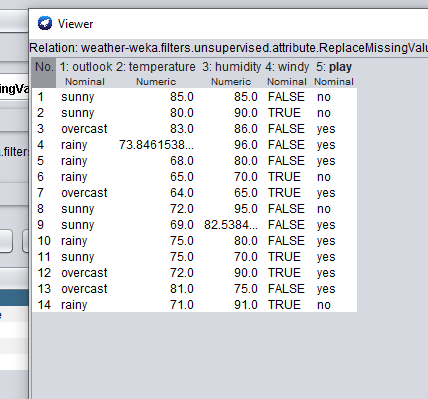 Viewer
Relation: weather-weka.filters.unsupervised.attribute.ReplaceMissingValu
No. 1: outlook 2: temperature 3: humidity 4: windy 5: play
Nominal Numeric Numeric Nominal Nominal
1 sunny 85.0 85.0 FALSE no
2 sunny 80.0 90.0 TRUE no
3 overcast 83.0 86.0 FALSE yes
4 rainy 73.8461538... 96.0 FALSE yes
5 rainy 68.0 80.0 FALSE yes
6 rainy 65.0 70.0 TRUE no
7 overcast 64.0 65.0 TRUE yes
8 sunny 72.0 95.0 FALSE no
9 sunny 69.0 82.5384... FALSE yes
10 rainy 75.0 80.0 FALSE yes
11 sunny 75.0 70.0 TRUE yes
12 overcast 72.0 90.0 TRUE yes
13 overcast 81.0 75.0 FALSE yes
14 rainy 71.0 91.0 TRUE no
ngVa
.filters